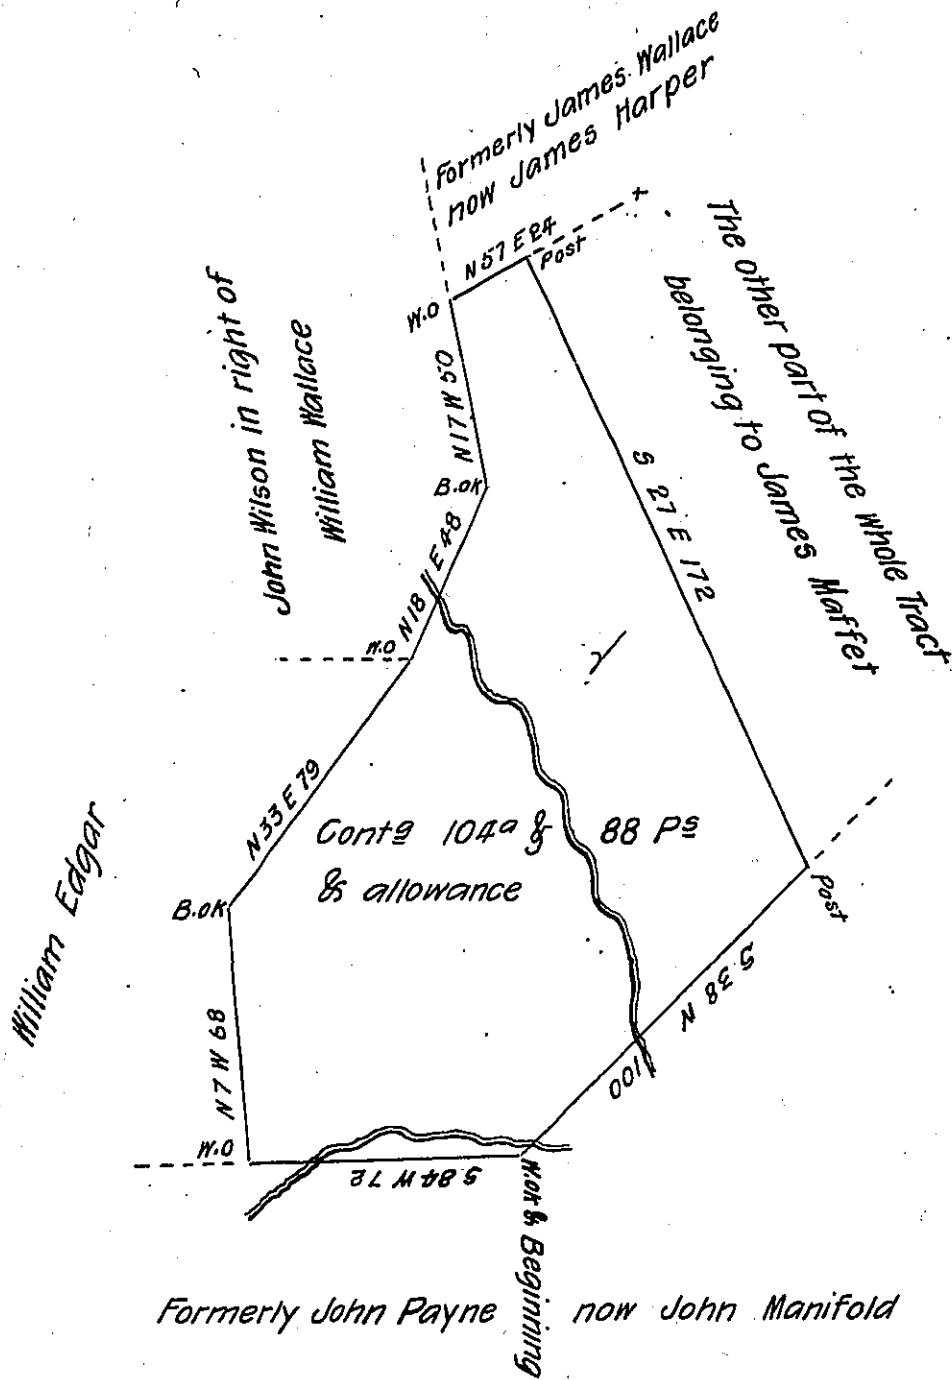 Formerly James Wallace
now James Harper
N 57 E 24
Post
The other part of the whole Tract
belonging to James Maffet
W.O
N 17 W 50
John Wilson in right of
William Wallace
B.ok
S 27 E 172
N 18 E 48
W.O
N 33 E 79
Contg 104a & 88 Ps
& allowance
William Edgar
B.ok
Post
S 38 W
100
N 7 W 68
W.O
S 84 W 72
W.ok & Beginning
Formerly John Payne now John Manifold